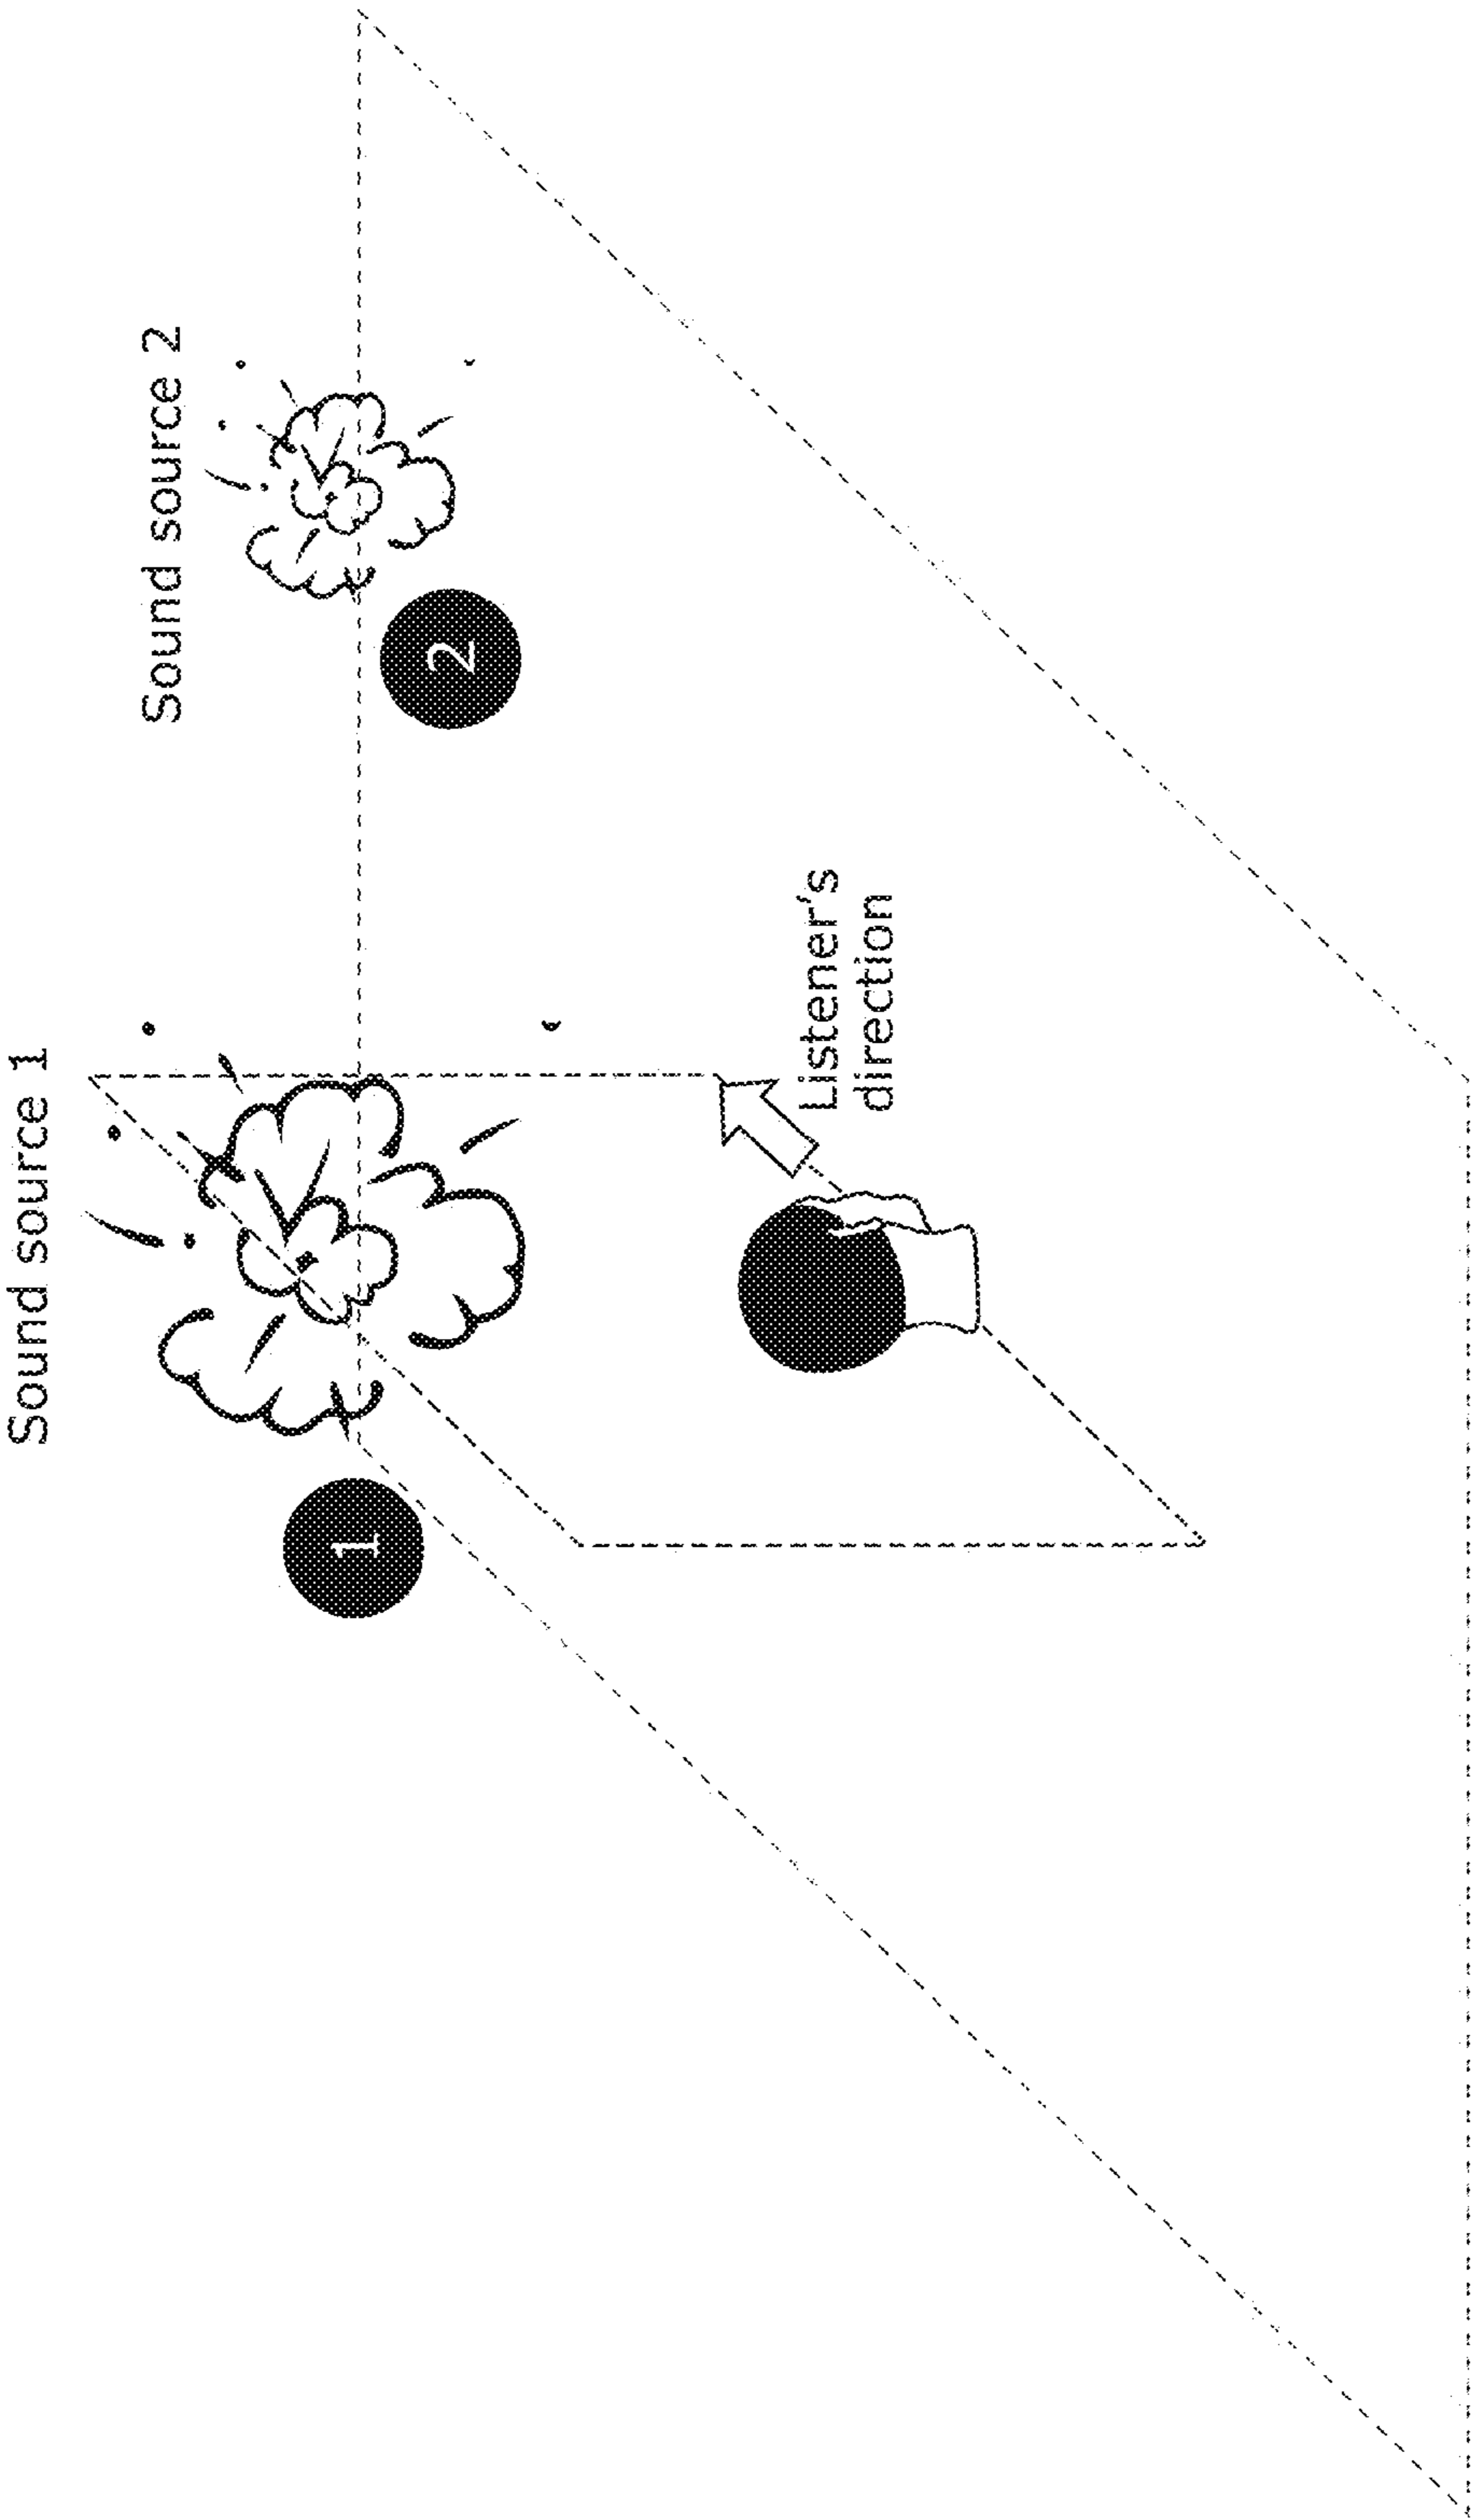 Sound source 1
Sound source 2
1
2
Listener's
direction